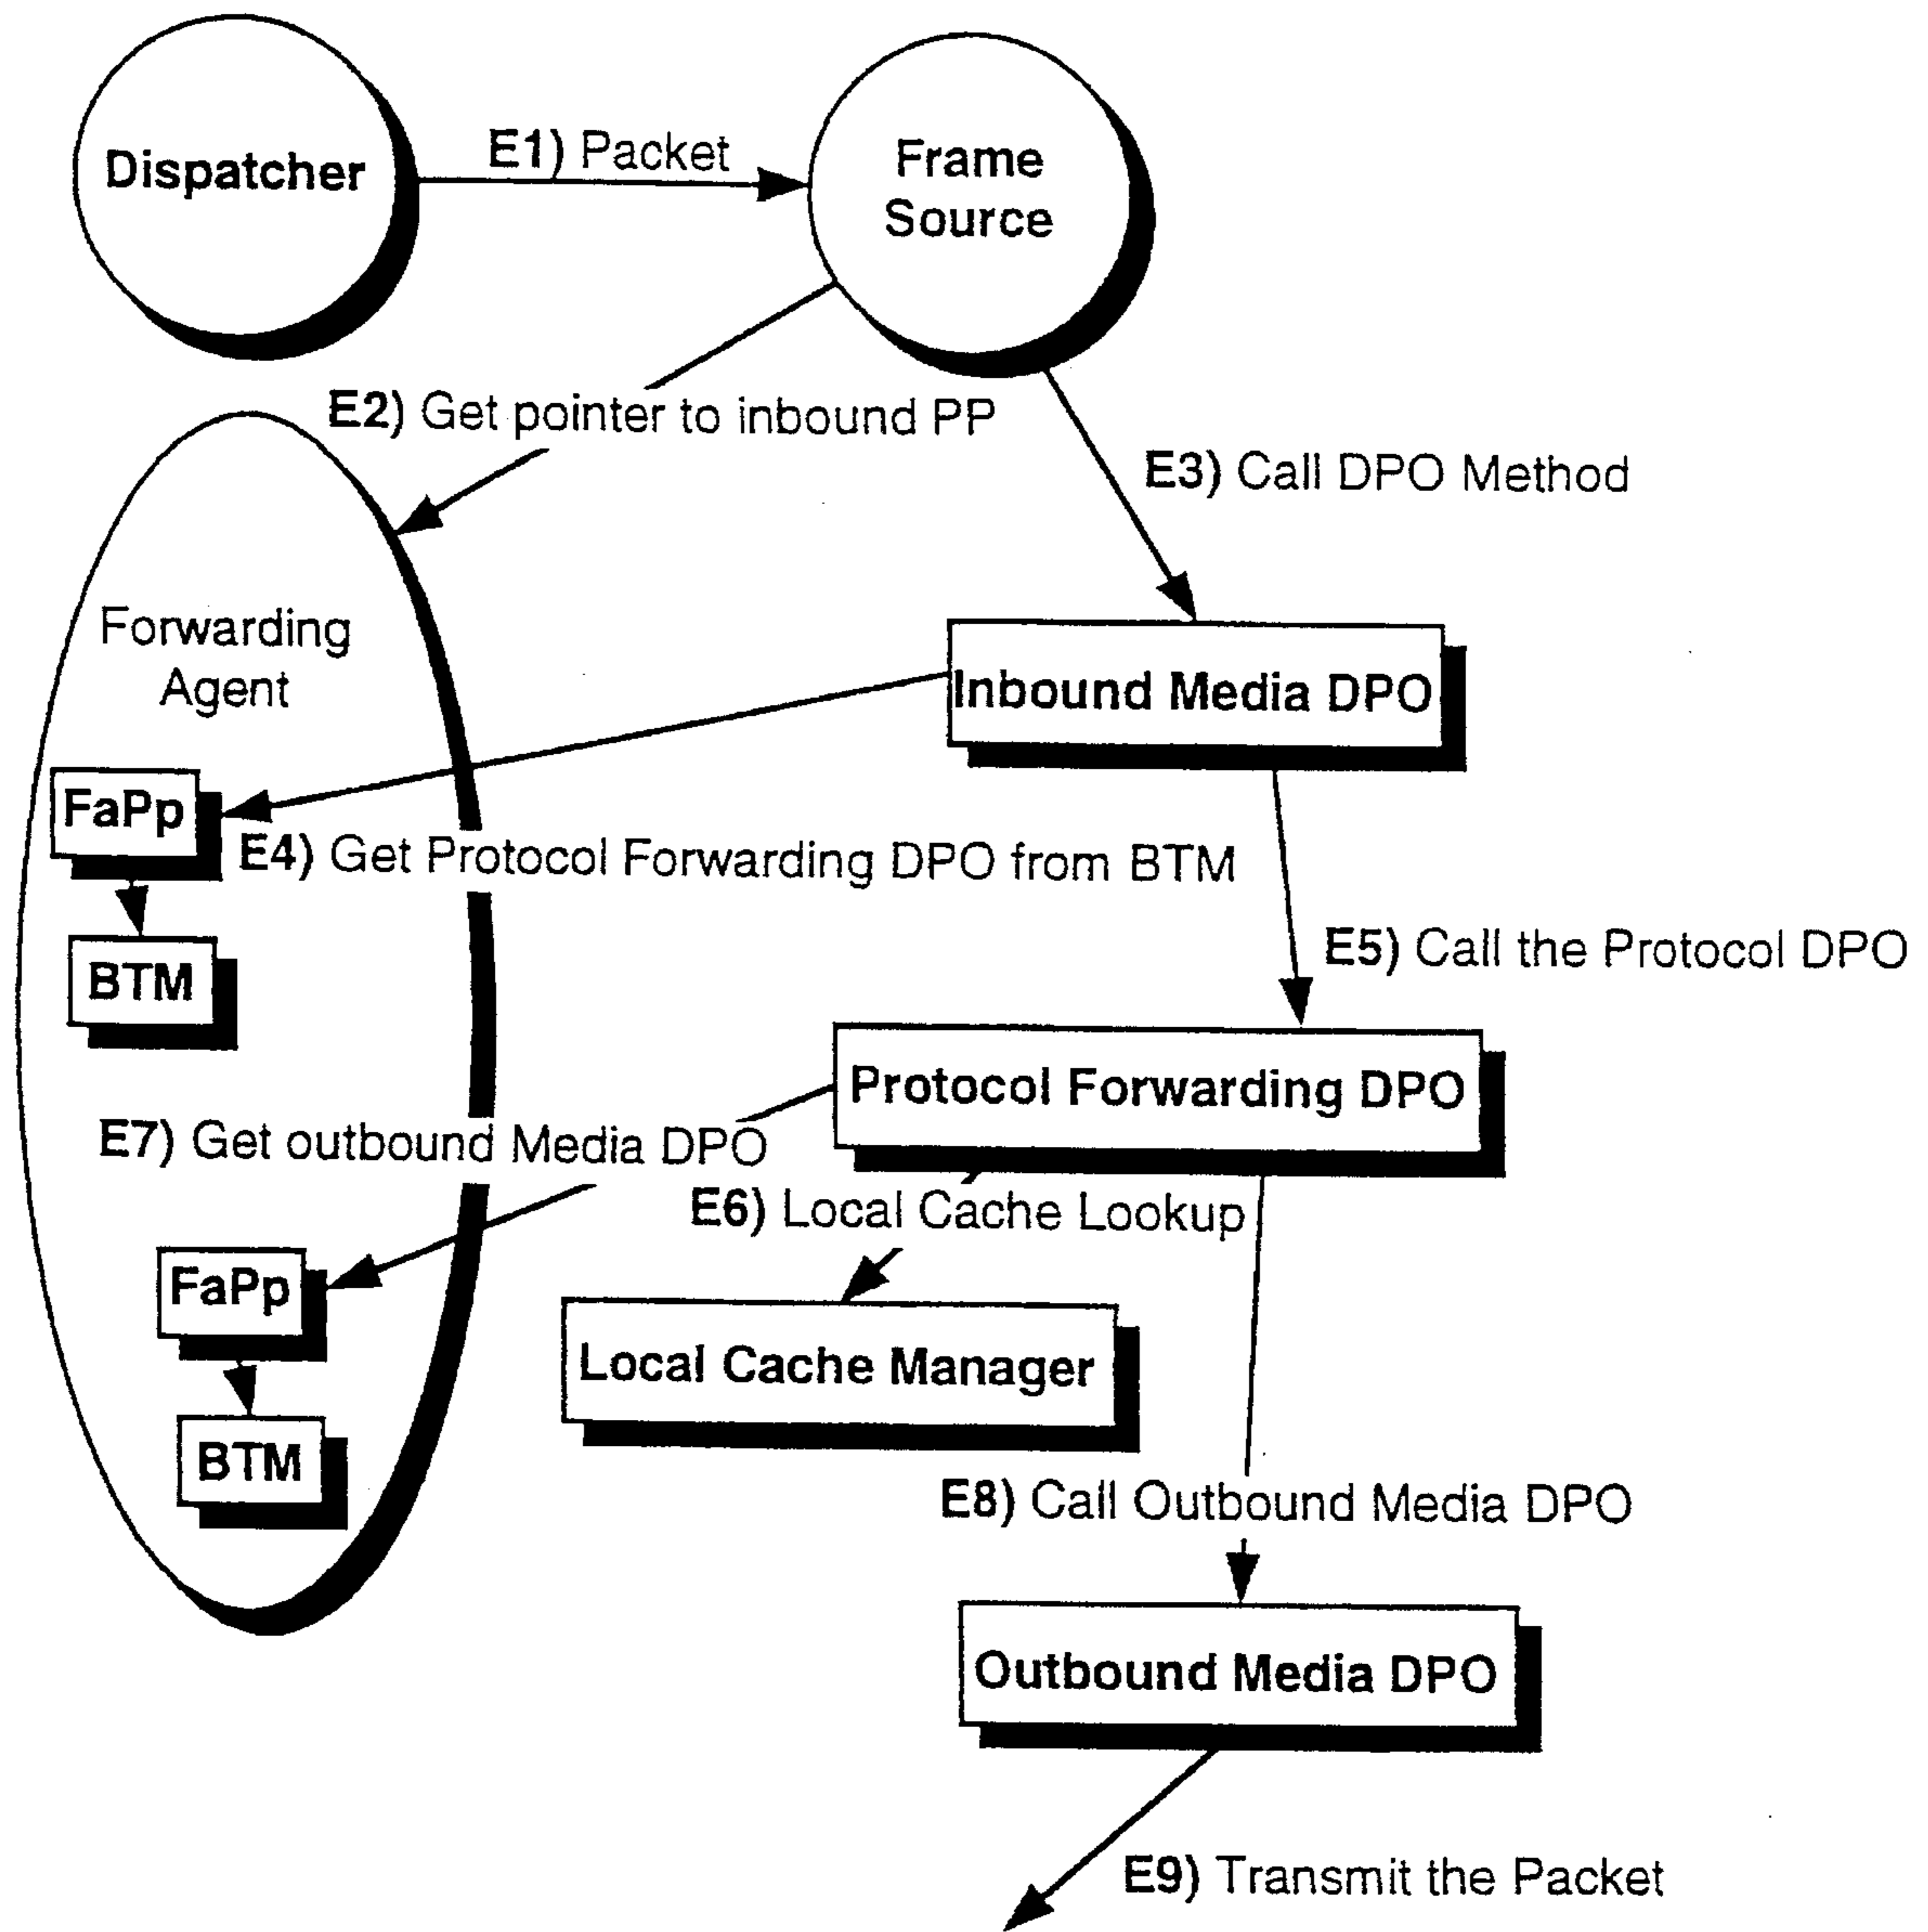 Dispatcher
E1) Packet
Frame
Source
E2) Get pointer to inbound PP
E3) Call DPO Method
Forwarding
Agent
Inbound Media DPO
FaPp
E4) Get Protocol Forwarding DPO from BTM
BTM
E5) Call the Protocol DPO
Protocol Forwarding DPO
E7) Get outbound Media DPO
E6) Local Cache Lookup
FaPp
Local Cache Manager
BTM
E8) Call Outbound Media DPO
Outbound Media DPO
E9) Transmit the Packet